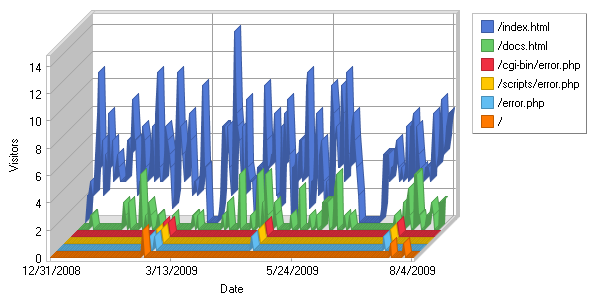 /index.html
/docs.html
/cgi-bin/error.php
/scripts/error.php
/error.php
/
Visitors
14
12
10
8
6
4
2
0
12/31/2008
3/13/2009
5/24/2009
8/4/2009
Date